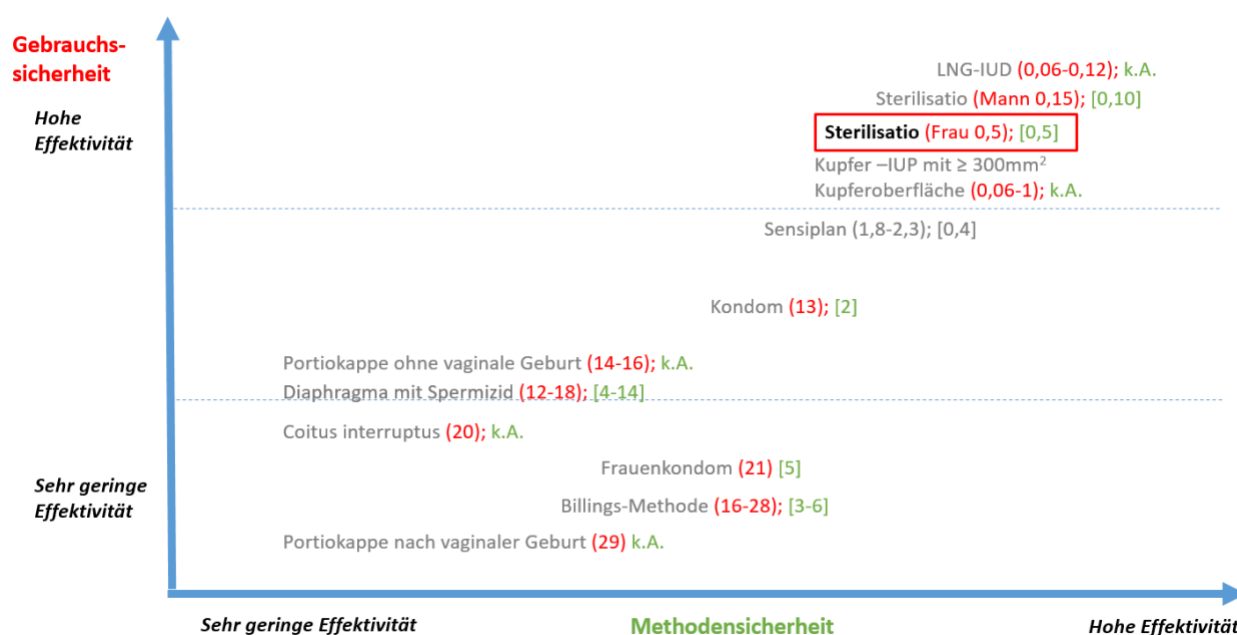 Gebrauchs-
sicherheit
Hohe
Effektivität
LNG-IUD (0,06-0,12); k.A.
Sterilisatio (Mann 0,15); [0,10]
Sterilisatio (Frau 0,5); [0,5]
Kupfer –IUP mit ≥ 300mm²
Kupferoberfläche (0,06-1); k.A.
Sensiplan (1,8-2,3); [0,4]
Kondom (13); [2]
Portiokappe ohne vaginale Geburt (14-16); k.A.
Diaphragma mit Spermizid (12-18); [4-14]
Coitus interruptus (20); k.A.
Frauenkondom (21) [5]
Sehr geringe
Effektivität
Billings-Methode (16-28); [3-6]
Portiokappe nach vaginaler Geburt (29) k.A.
Sehr geringe Effektivität
Methodensicherheit
Hohe Effektivität